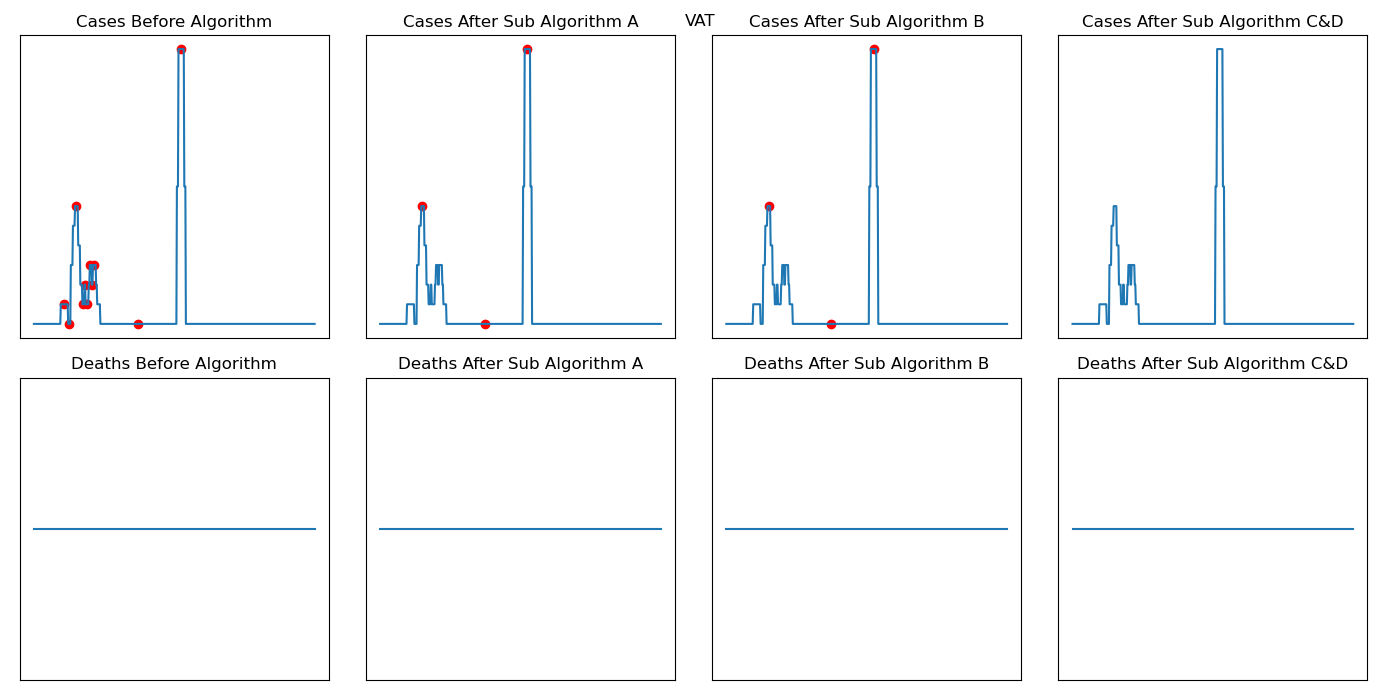 VAT
Cases Before Algorithm
Cases After Sub Algorithm A
Cases After Sub Algorithm B
Cases After Sub Algorithm C&D
Deaths Before Algorithm
Deaths After Sub Algorithm A
Deaths After Sub Algorithm B
Deaths After Sub Algorithm C&D